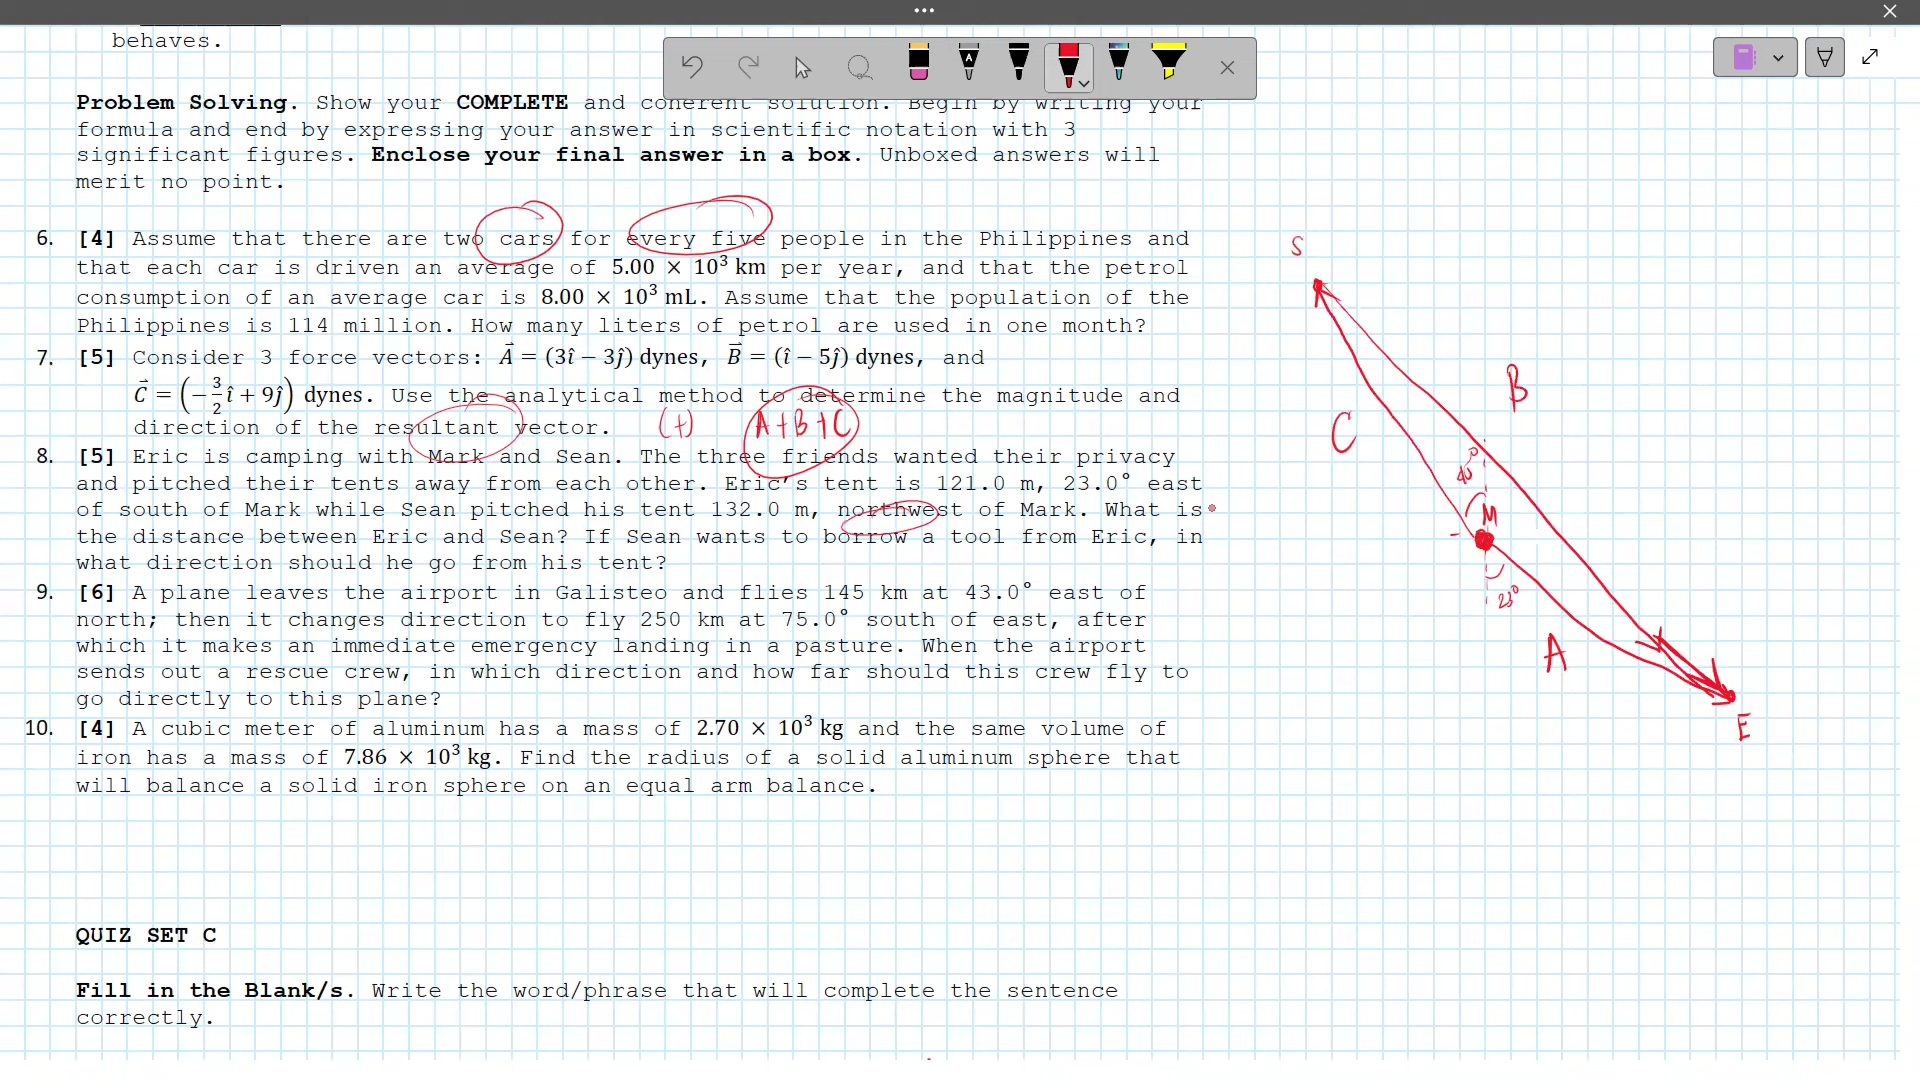 behaves.
Problem Solving. Show your COMPLETE and coherent solution. Begin by writing your
formula and end by expressing your answer in scientific notation with 3
significant figures. Enclose your final answer in a box. Unboxed answers will
merit no point.
6. [4] Assume that there are two cars for every five people in the Philippines and
that each car is driven an average of 5.00 × 10³ km per year, and that the petrol
consumption of an average car is 8.00 × 10³ mL. Assume that the population of the
Philippines is 114 million. How many liters of petrol are used in one month?
7. [5] Consider 3 force vectors: A⃗ = (3î − 3ĵ) dynes, B⃗ = (î − 5ĵ) dynes, and
C⃗ = (−3/2 î + 9ĵ) dynes. Use the analytical method to determine the magnitude and
direction of the resultant vector. (+) A+B+C
8. [5] Eric is camping with Mark and Sean. The three friends wanted their privacy
and pitched their tents away from each other. Eric's tent is 121.0 m, 23.0° east
of south of Mark while Sean pitched his tent 132.0 m, northwest of Mark. What is
the distance between Eric and Sean? If Sean wants to borrow a tool from Eric, in
what direction should he go from his tent?
9. [6] A plane leaves the airport in Galisteo and flies 145 km at 43.0° east of
north; then it changes direction to fly 250 km at 75.0° south of east, after
which it makes an immediate emergency landing in a pasture. When the airport
sends out a rescue crew, in which direction and how far should this crew fly to
go directly to this plane?
10. [4] A cubic meter of aluminum has a mass of 2.70 × 10³ kg and the same volume of
iron has a mass of 7.86 × 10³ kg. Find the radius of a solid aluminum sphere that
will balance a solid iron sphere on an equal arm balance.
QUIZ SET C
Fill in the Blank/s. Write the word/phrase that will complete the sentence
correctly.
S
B
C
M
23°
A
E